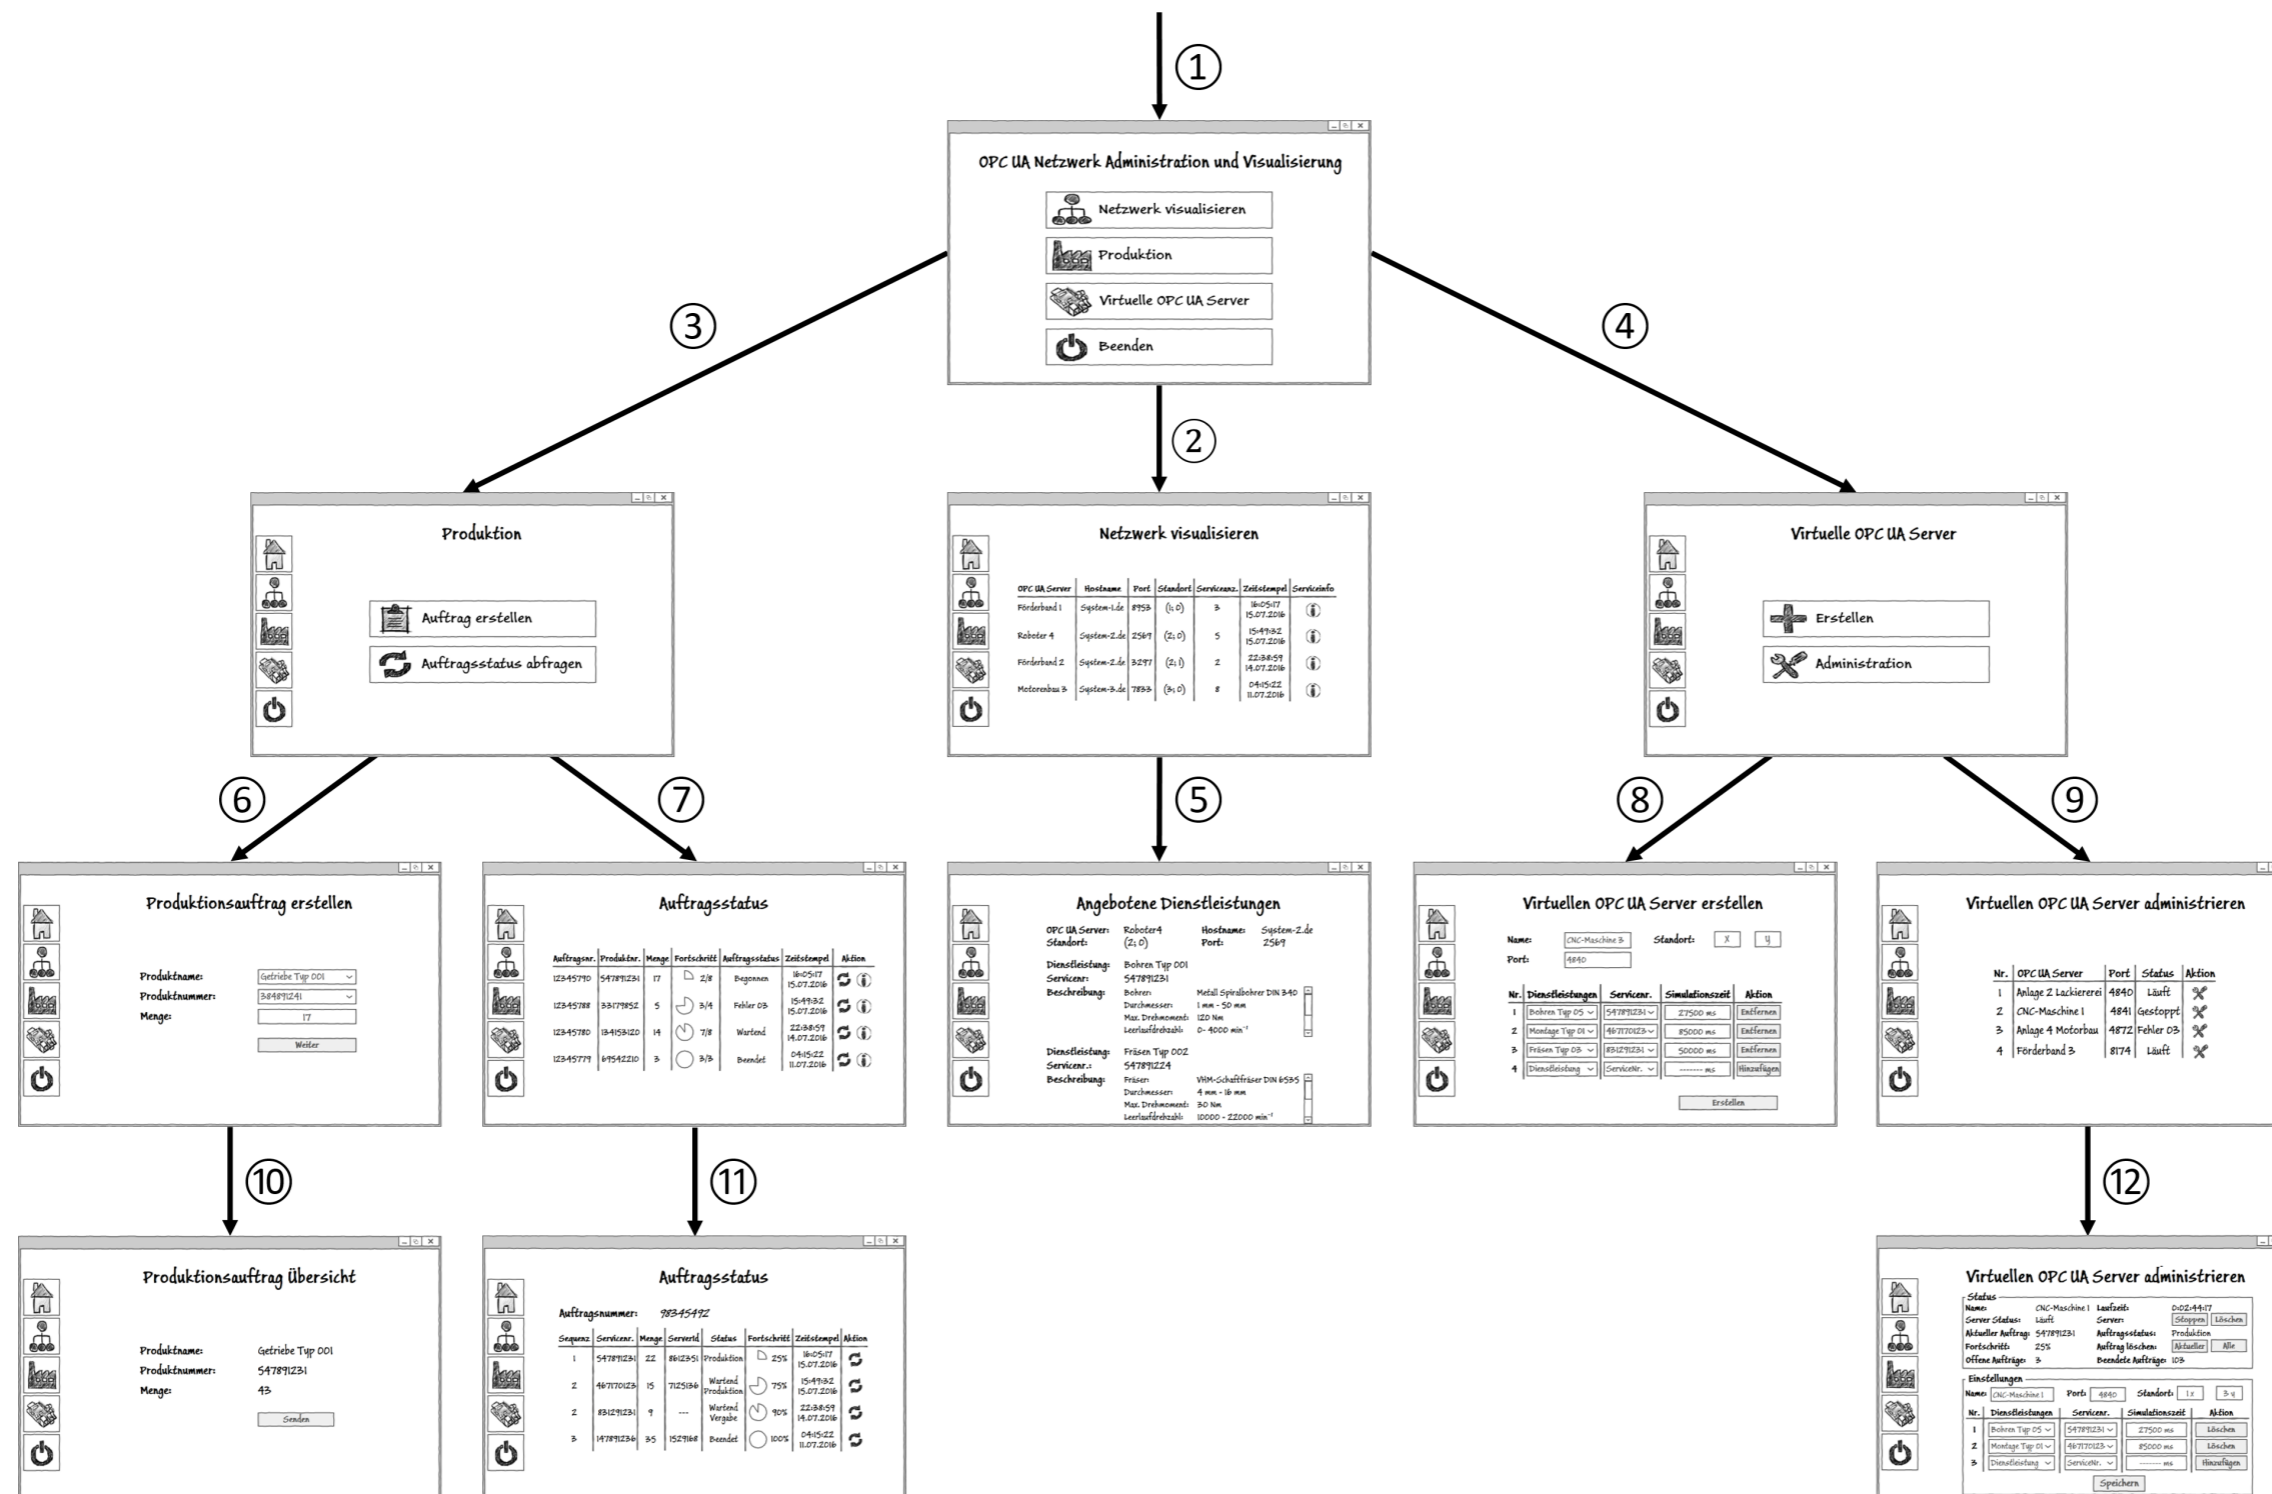 ①
OPC UA Netzwerk Administration und Visualisierung
Netzwerk visualisieren
Produktion
Virtuelle OPC UA Server
Beenden
③
④
②
Produktion
Auftrag erstellen
Auftragsstatus abfragen
Netzwerk visualisieren
OPC UA Server Hostname Port Standort Serviceanz. Zeitstempel Serviceinfo
Förderband 1 System-1.de 8953 (1; 0) 3 16:05:17 15.07.2016
Roboter 4 System-2.de 2569 (2; 0) 5 15:49:32 15.07.2016
Förderband 2 System-2.de 3297 (2; 1) 2 22:38:59 14.07.2016
Motorenbau 3 System-3.de 7833 (3; 0) 8 04:15:22 11.07.2016
Virtuelle OPC UA Server
Erstellen
Administration
⑥
⑦
⑤
⑧
⑨
Produktionsauftrag erstellen
Produktname: Getriebe Typ 001
Produktnummer: 384891241
Menge: 17
Weiter
Auftragsstatus
Auftragsnr. Produktnr. Menge Fortschritt Auftragsstatus Zeitstempel Aktion
12345790 547891231 17 2/8 Begonnen 16:05:17 15.07.2016
12345788 33179852 5 3/4 Fehler 03 15:49:32 15.07.2016
12345780 134153120 14 7/8 Wartend 22:38:59 14.07.2016
12345779 69542210 3 3/3 Beendet 04:15:22 11.07.2016
Angebotene Dienstleistungen
OPC UA Server: Roboter4 Hostname: System-2.de
Standort: (2; 0) Port: 2569
Dienstleistung: Bohren Typ 001
Servicenr: 547891231
Beschreibung: Bohrer: Metall Spiralbohrer DIN 340
Durchmesser: 1 mm - 50 mm
Max. Drehmoment: 120 Nm
Leerlaufdrehzahl: 0- 4000 min⁻¹
Dienstleistung: Fräsen Typ 002
Servicenr.: 547891224
Beschreibung: Fräser: VHM-Schaftfräser DIN 6535
Durchmesser: 4 mm - 16 mm
Max. Drehmoment: 30 Nm
Leerlaufdrehzahl: 10000 - 22000 min⁻¹
Virtuellen OPC UA Server erstellen
Name: CNC-Maschine 3 Standort: X y
Port: 4840
Nr. Dienstleistungen Servicenr. Simulationszeit Aktion
1 Bohren Typ 05 547891231 27500 ms Entfernen
2 Montage Typ 01 467170123 85000 ms Entfernen
3 Fräsen Typ 03 831291231 50000 ms Entfernen
4 Dienstleistung ServiceNr. ------- ms Hinzufügen
Erstellen
Virtuellen OPC UA Server administrieren
Nr. OPC UA Server Port Status Aktion
1 Anlage 2 Lackiererei 4840 Läuft
2 CNC-Maschine 1 4841 Gestoppt
3 Anlage 4 Motorbau 4872 Fehler 03
4 Förderband 3 8174 Läuft
⑩
⑪
⑫
Produktionsauftrag Übersicht
Produktname: Getriebe Typ 001
Produktnummer: 547891231
Menge: 43
Senden
Auftragsstatus
Auftragsnummer: 98345492
Sequenz Servicenr. Menge ServerId Status Fortschritt Zeitstempel Aktion
1 547891231 22 8612351 Produktion 25% 16:05:17 15.07.2016
2 467170123 15 7125136 Wartend Produktion 75% 15:49:32 15.07.2016
2 831291231 9 --- Wartend Vergabe 90% 22:38:59 14.07.2016
3 147891236 35 1529168 Beendet 100% 04:15:22 11.07.2016
Virtuellen OPC UA Server administrieren
Status
Name: CNC-Maschine 1 Laufzeit: 0:02:44:17
Server Status: Läuft Server: Stoppen Löschen
Aktueller Auftrag: 547891231 Auftragsstatus: Produktion
Fortschritt: 25% Auftrag löschen: Aktueller Alle
Offene Aufträge: 3 Beendete Aufträge: 103
Einstellungen
Name: CNC-Maschine 1 Port: 4840 Standort: 1 x 3 y
Nr. Dienstleistungen Servicenr. Simulationszeit Aktion
1 Bohren Typ 05 547891231 27500 ms Löschen
2 Montage Typ 01 467170123 85000 ms Löschen
3 Dienstleistung ServiceNr. ------- ms Hinzufügen
Speichern